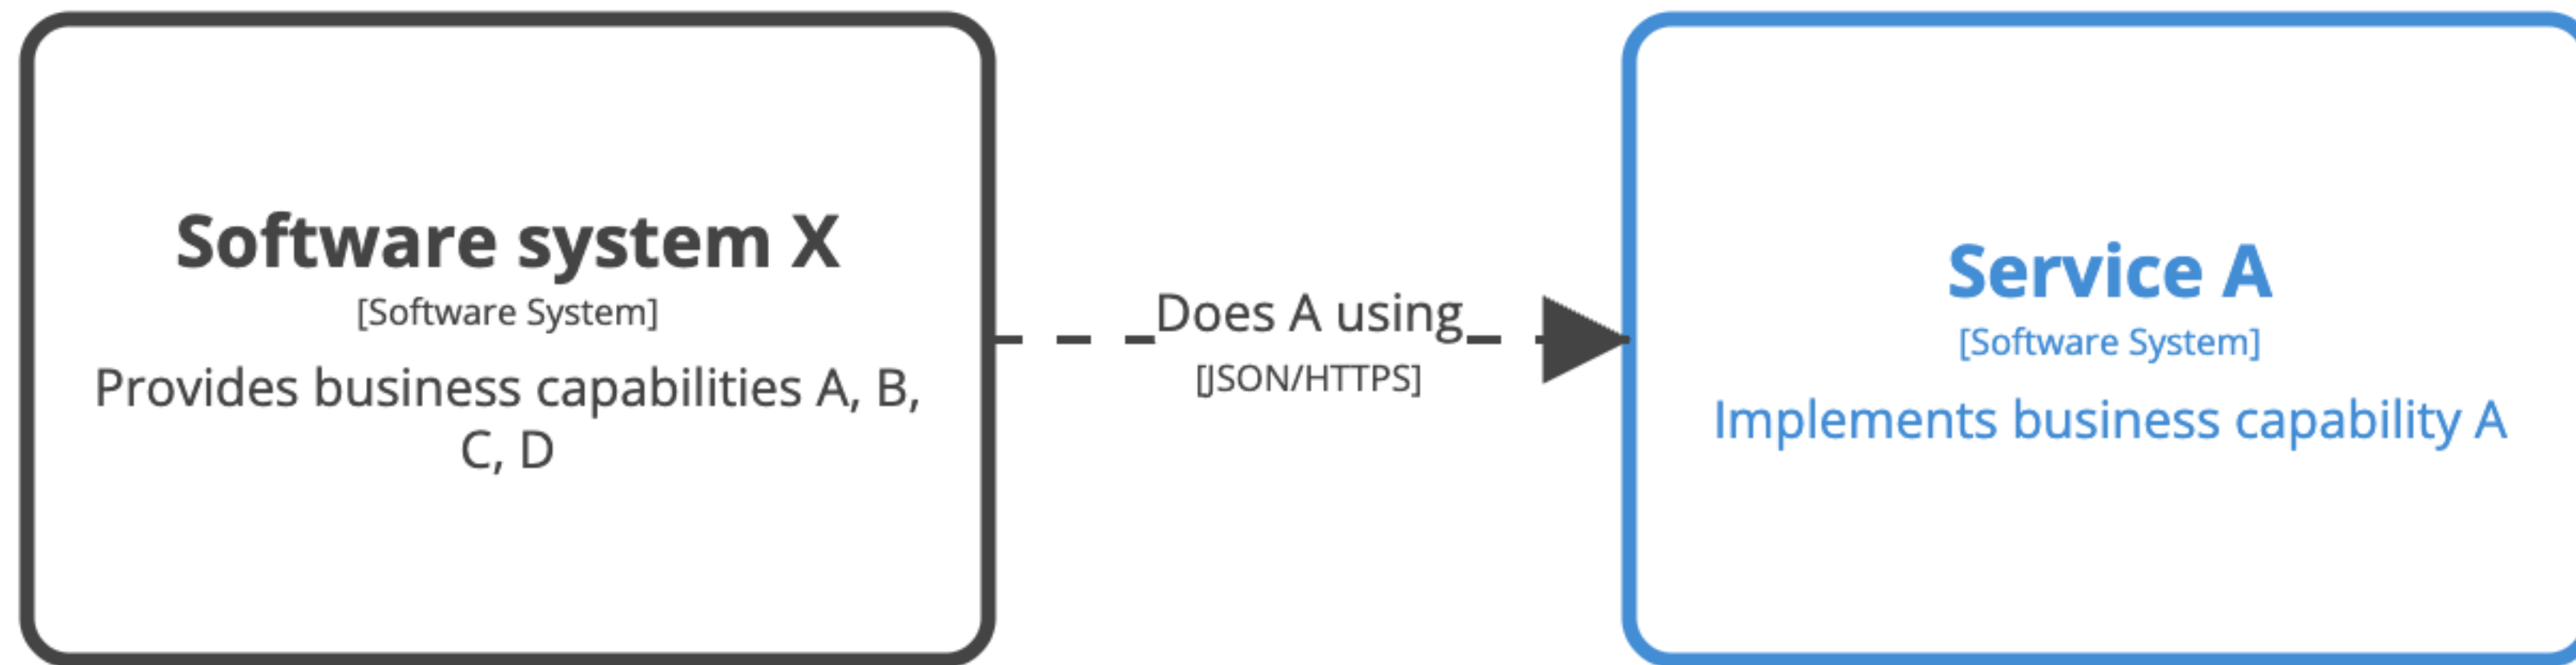 Software system X
[Software System]
Provides business capabilities A, B,
C, D
Does A using
[JSON/HTTPS]
Service A
[Software System]
Implements business capability A